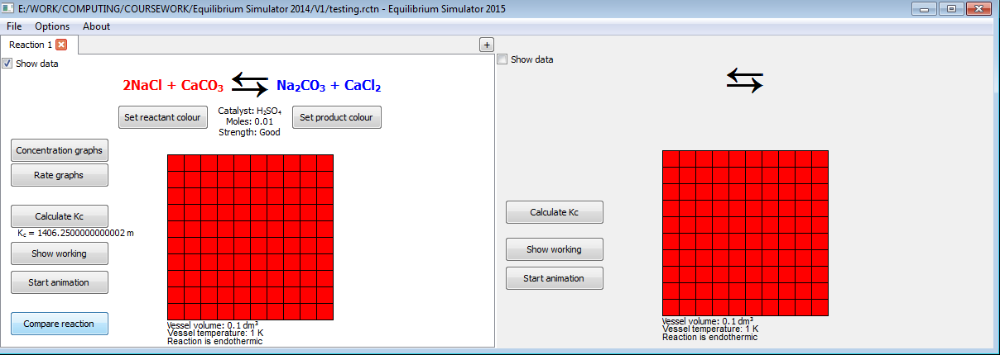 E:/WORK/COMPUTING/COURSEWORK/Equilibrium Simulator 2014/V1/testing.rctn - Equilibrium Simulator 2015
File Options About
Reaction 1
+
Show data
2NaCl + CaCO₃ ⇆ Na₂CO₃ + CaCl₂
Set reactant colour
Catalyst: H₂SO₄
Moles: 0.01
Strength: Good
Set product colour
Concentration graphs
Rate graphs
Calculate Kc
K꜀ = 1406.2500000000002 m
Show working
Start animation
Compare reaction
Vessel volume: 0.1 dm³
Vessel temperature: 1 K
Reaction is endothermic
Show data
⇆
Calculate Kc
Show working
Start animation
Vessel volume: 0.1 dm³
Vessel temperature: 1 K
Reaction is endothermic